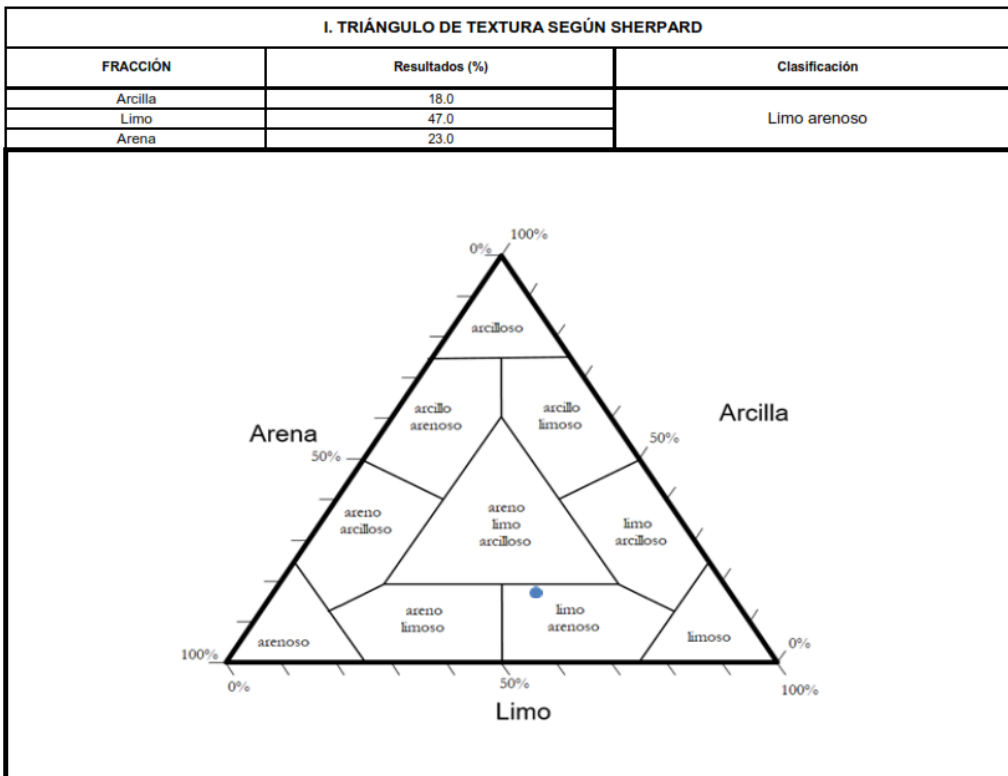 I. TRIÁNGULO DE TEXTURA SEGÚN SHERPARD
FRACCIÓN Resultados (%) Clasificación
Arcilla 18.0
Limo 47.0 Limo arenoso
Arena 23.0
100%
0%
arcilloso
arcillo
arenoso
arcillo
limoso
Arcilla
Arena
50%
50%
areno
arcilloso
areno
limo
arcilloso
limo
arcilloso
areno
limoso
limo
arenoso
arenoso
limoso
0%
100%
0%
50%
100%
Limo